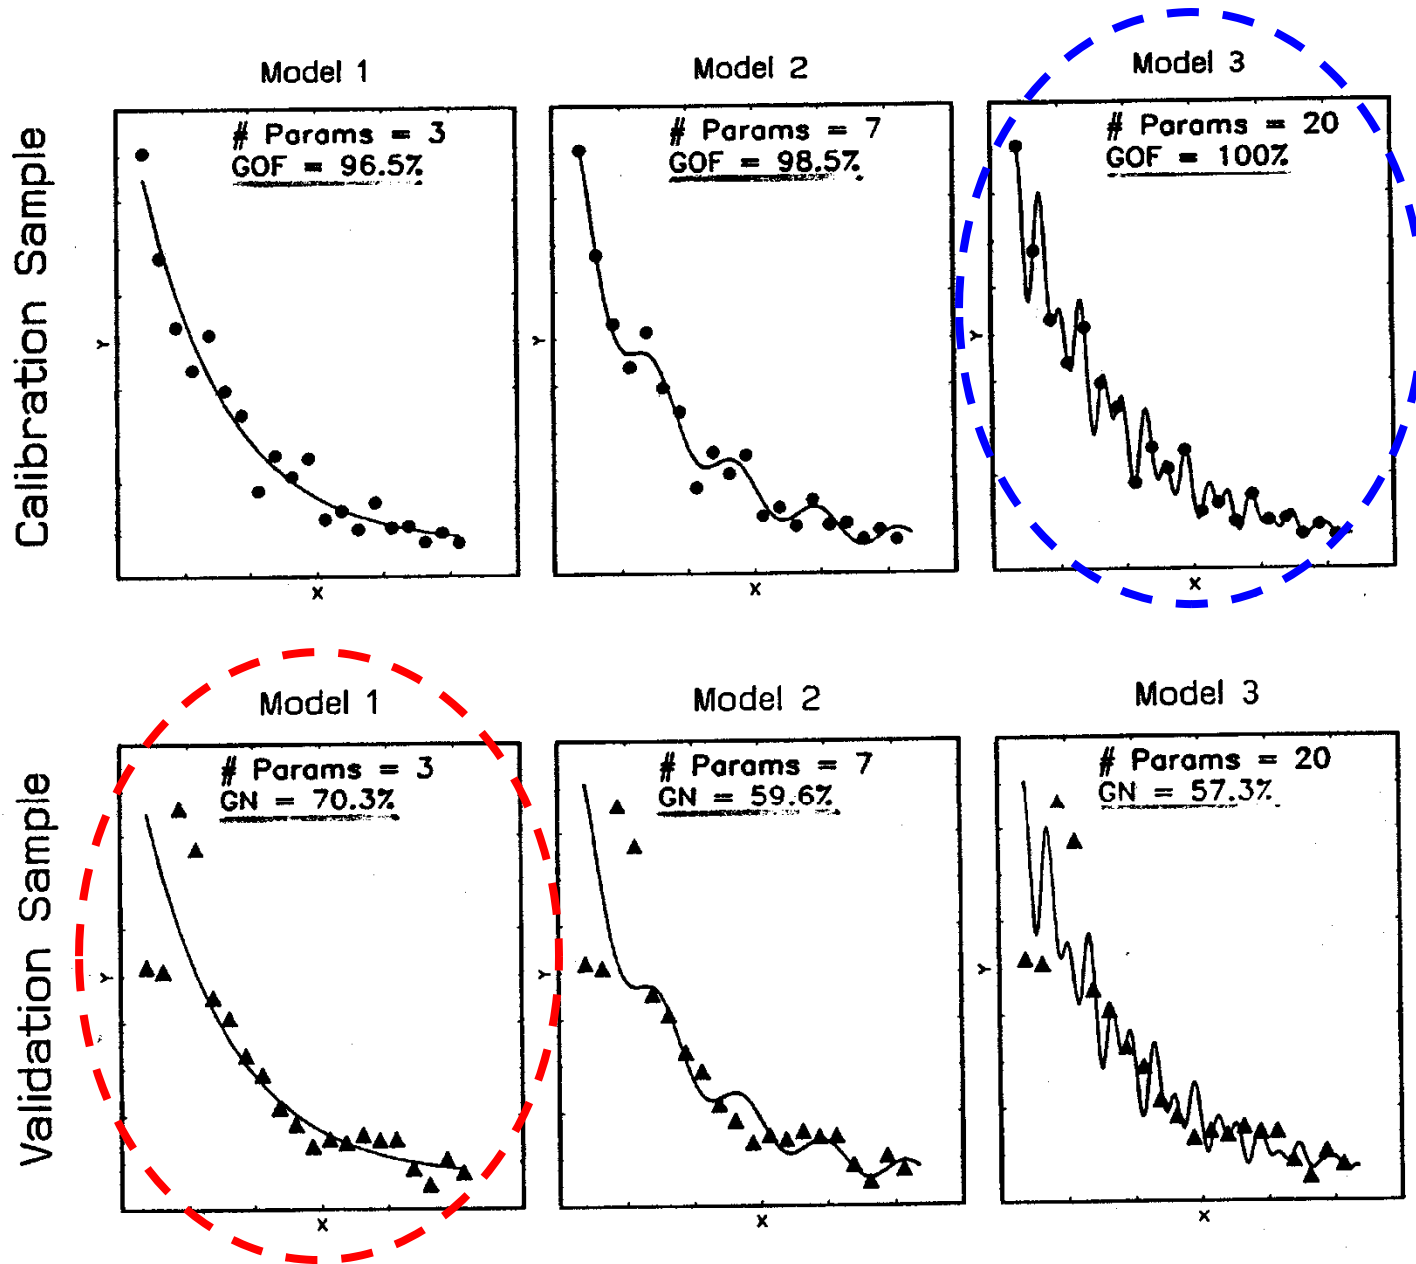 Calibration Sample
Model 1
# Params = 3
GOF = 96.5%
Y
X
Model 2
# Params = 7
GOF = 98.5%
Y
X
Model 3
# Params = 20
GOF = 100%
Y
X
Validation Sample
Model 1
# Params = 3
GN = 70.3%
Y
X
Model 2
# Params = 7
GN = 59.6%
Y
X
Model 3
# Params = 20
GN = 57.3%
Y
X